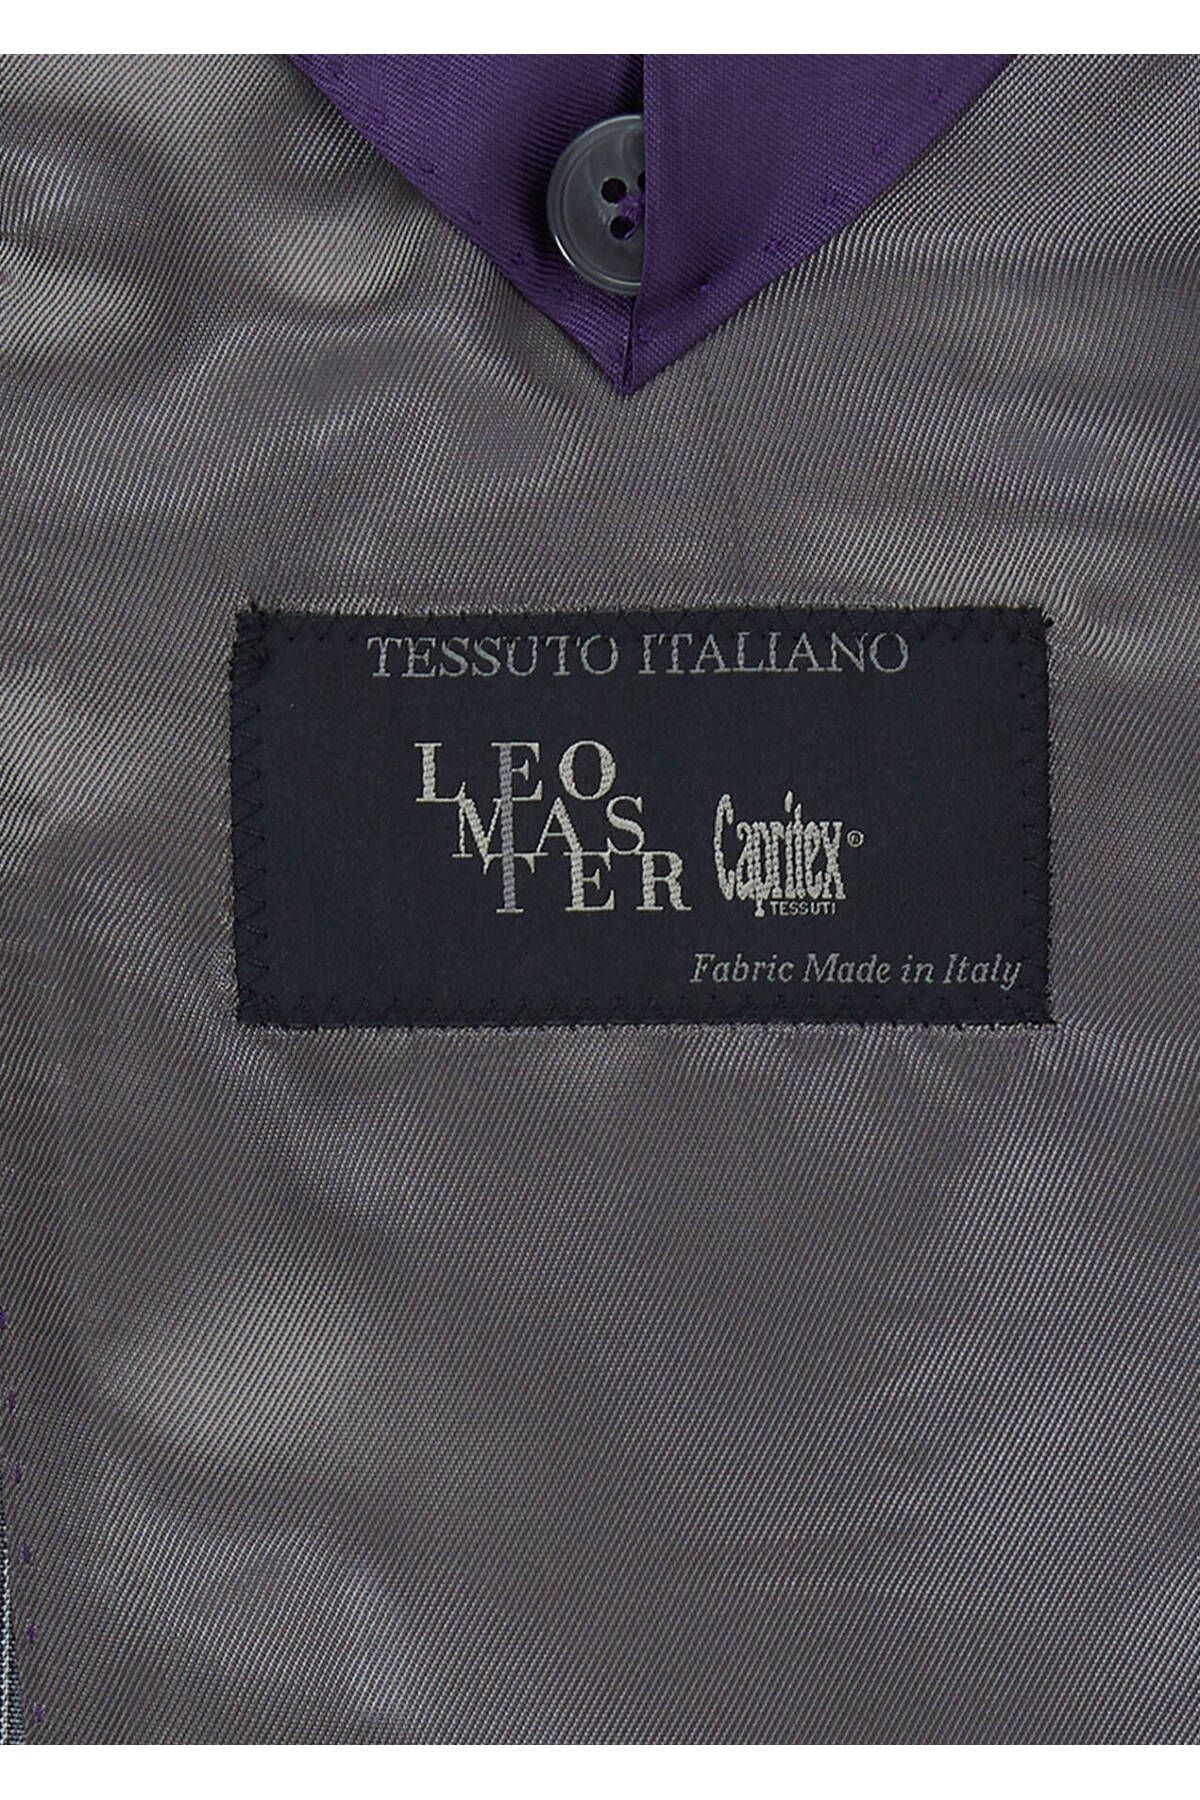 TESSUTO ITALIANO
LEO
MAS
TER
Capritex®
TESSUTI
Fabric Made in Italy